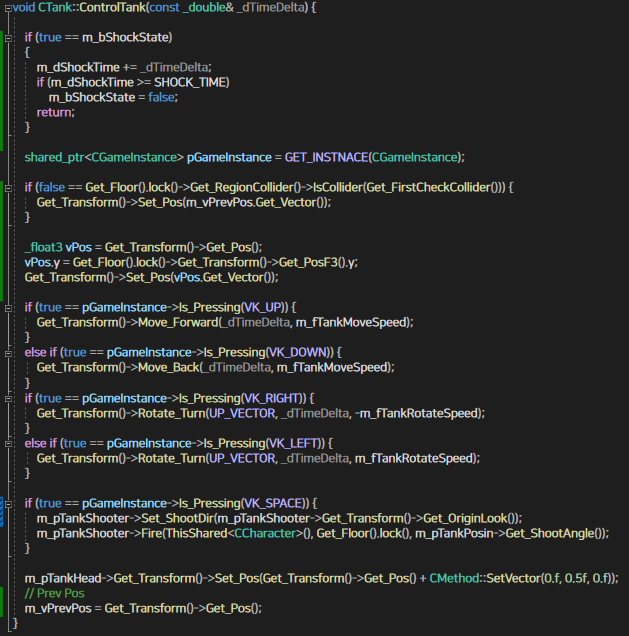 void CTank::ControlTank(const _double& _dTimeDelta) {
if (true == m_bShockState)
{
m_dShockTime += _dTimeDelta;
if (m_dShockTime >= SHOCK_TIME)
m_bShockState = false;
return;
}
shared_ptr<CGameInstance> pGameInstance = GET_INSTNACE(CGameInstance);
if (false == Get_Floor().lock()->Get_RegionCollider()->IsCollider(Get_FirstCheckCollider())) {
Get_Transform()->Set_Pos(m_vPrevPos.Get_Vector());
}
_float3 vPos = Get_Transform()->Get_Pos();
vPos.y = Get_Floor().lock()->Get_Transform()->Get_PosF3().y;
Get_Transform()->Set_Pos(vPos.Get_Vector());
if (true == pGameInstance->Is_Pressing(VK_UP)) {
Get_Transform()->Move_Forward(_dTimeDelta, m_fTankMoveSpeed);
}
else if (true == pGameInstance->Is_Pressing(VK_DOWN)) {
Get_Transform()->Move_Back(_dTimeDelta, m_fTankMoveSpeed);
}
if (true == pGameInstance->Is_Pressing(VK_RIGHT)) {
Get_Transform()->Rotate_Turn(UP_VECTOR, _dTimeDelta, -m_fTankRotateSpeed);
}
else if (true == pGameInstance->Is_Pressing(VK_LEFT)) {
Get_Transform()->Rotate_Turn(UP_VECTOR, _dTimeDelta, m_fTankRotateSpeed);
}
if (true == pGameInstance->Is_Pressing(VK_SPACE)) {
m_pTankShooter->Set_ShootDir(m_pTankShooter->Get_Transform()->Get_OriginLook());
m_pTankShooter->Fire(ThisShared<CCharacter>(), Get_Floor().lock(), m_pTankPosin->Get_ShootAngle());
}
m_pTankHead->Get_Transform()->Set_Pos(Get_Transform()->Get_Pos() + CMethod::SetVector(0.f, 0.5f, 0.f));
// Prev Pos
m_vPrevPos = Get_Transform()->Get_Pos();
}